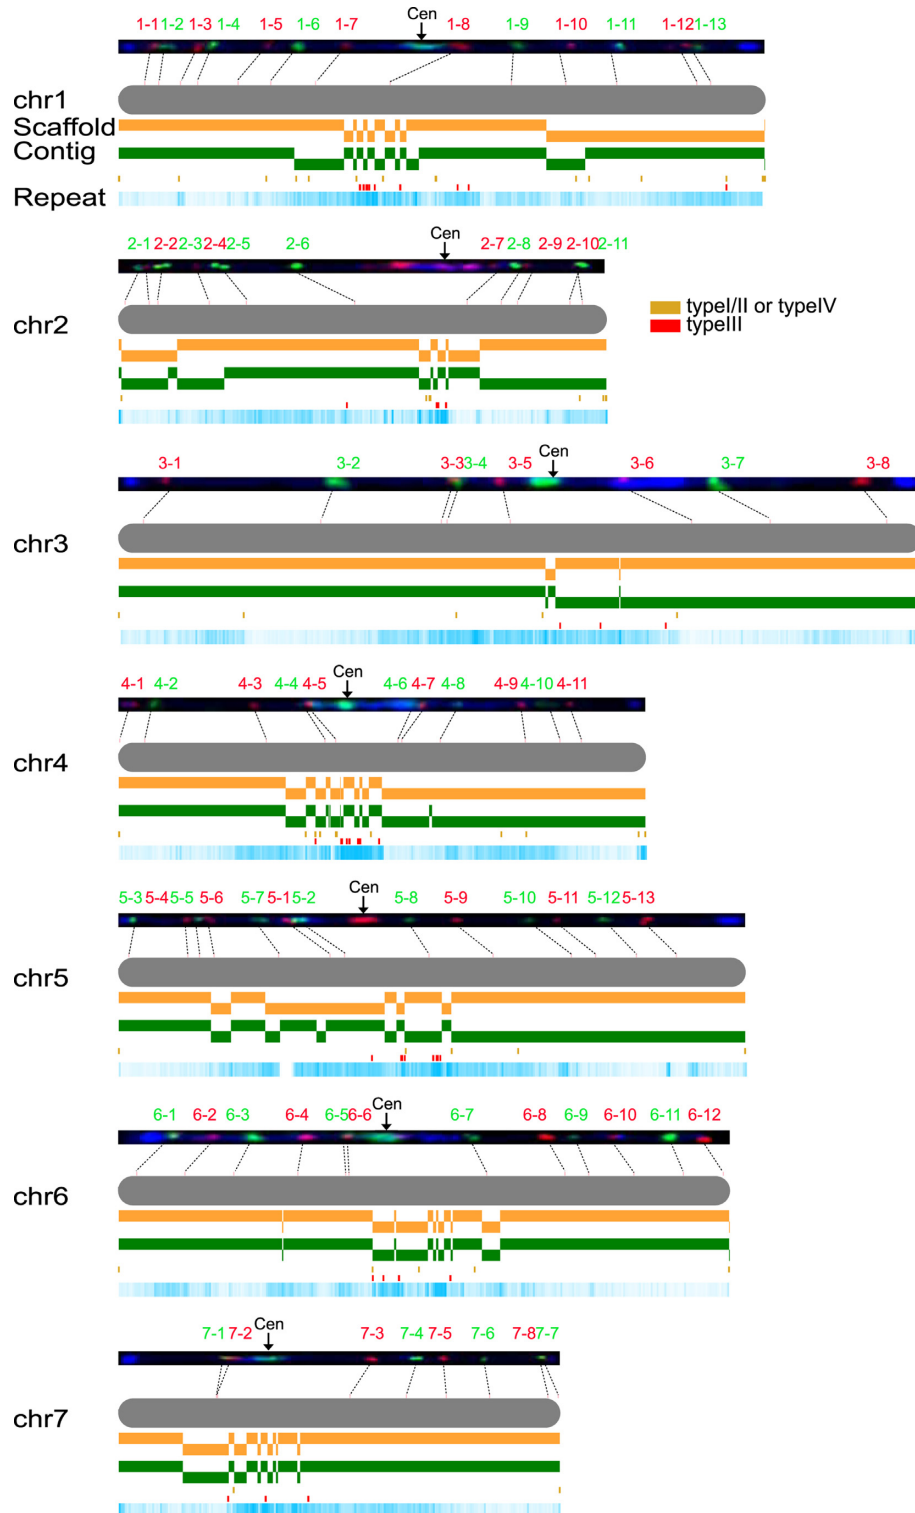 Cen
1-1 1-2 1-3 1-4 1-5 1-6 1-7 1-8 1-9 1-10 1-11 1-12 1-13
chr1
Scaffold
Contig
Repeat
Cen
2-1 2-2 2-3 2-4 2-5 2-6 2-7 2-8 2-9 2-10 2-11
chr2
typeI/II or typeIV
typeIII
Cen
3-1 3-2 3-3 3-4 3-5 3-6 3-7 3-8
chr3
Cen
4-1 4-2 4-3 4-4 4-5 4-6 4-7 4-8 4-9 4-10 4-11
chr4
Cen
5-3 5-4 5-5 5-6 5-7 5-1 5-2 5-8 5-9 5-10 5-11 5-12 5-13
chr5
Cen
6-1 6-2 6-3 6-4 6-5 6-6 6-7 6-8 6-9 6-10 6-11 6-12
chr6
Cen
7-1 7-2 7-3 7-4 7-5 7-6 7-8 7-7
chr7